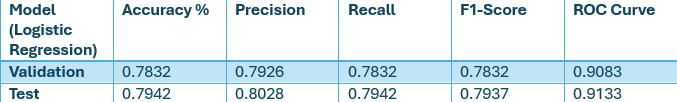 Model (Logistic Regression) Accuracy % Precision Recall F1-Score ROC Curve
Validation 0.7832 0.7926 0.7832 0.7832 0.9083
Test 0.7942 0.8028 0.7942 0.7937 0.9133